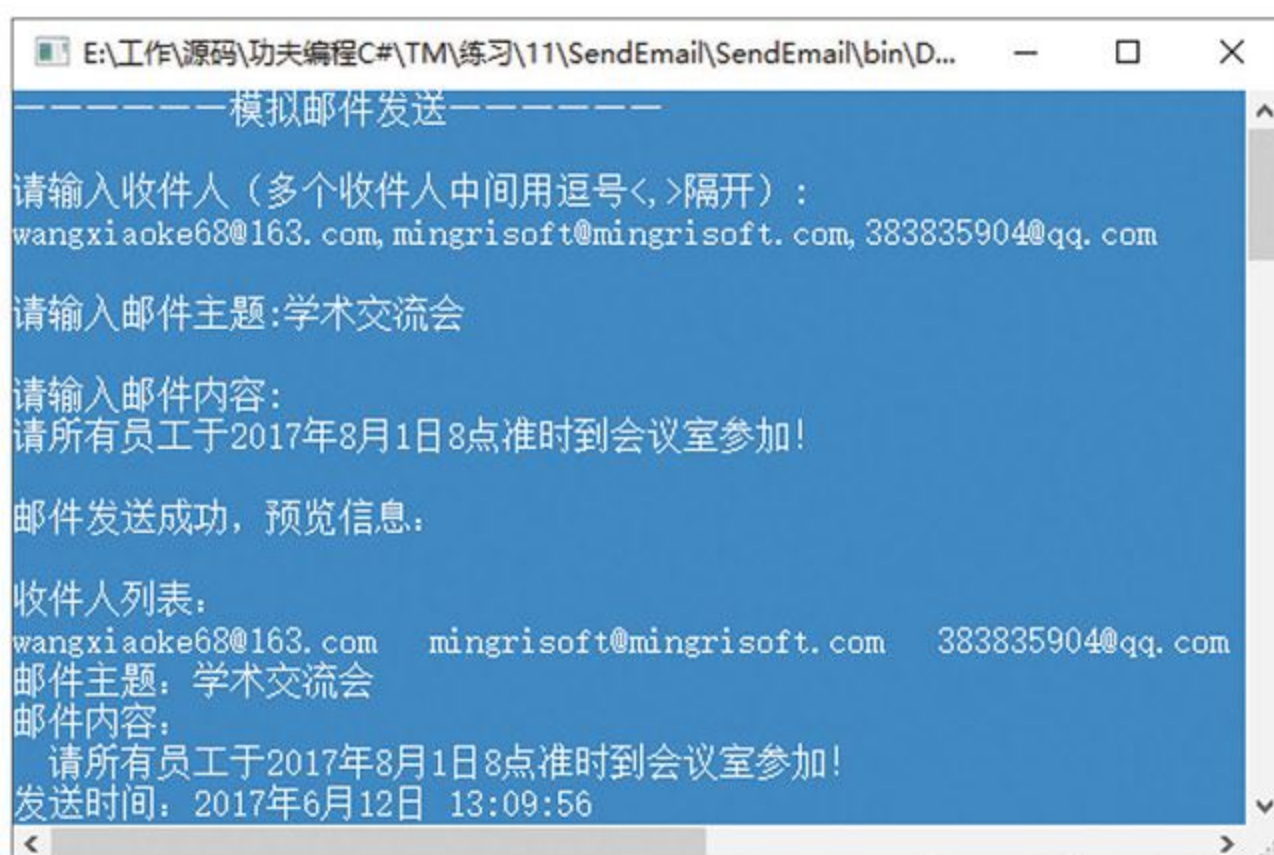 E:\工作\源码\功夫编程C#\TM\练习\11\SendEmail\SendEmail\bin\D...
——————模拟邮件发送——————
请输入收件人（多个收件人中间用逗号<,>隔开）:
wangxiaoke68@163.com,mingrisoft@mingrisoft.com,383835904@qq.com
请输入邮件主题:学术交流会
请输入邮件内容:
请所有员工于2017年8月1日8点准时到会议室参加!
邮件发送成功，预览信息：
收件人列表：
wangxiaoke68@163.com   mingrisoft@mingrisoft.com   383835904@qq.com
邮件主题：学术交流会
邮件内容：
  请所有员工于2017年8月1日8点准时到会议室参加!
发送时间：2017年6月12日 13:09:56